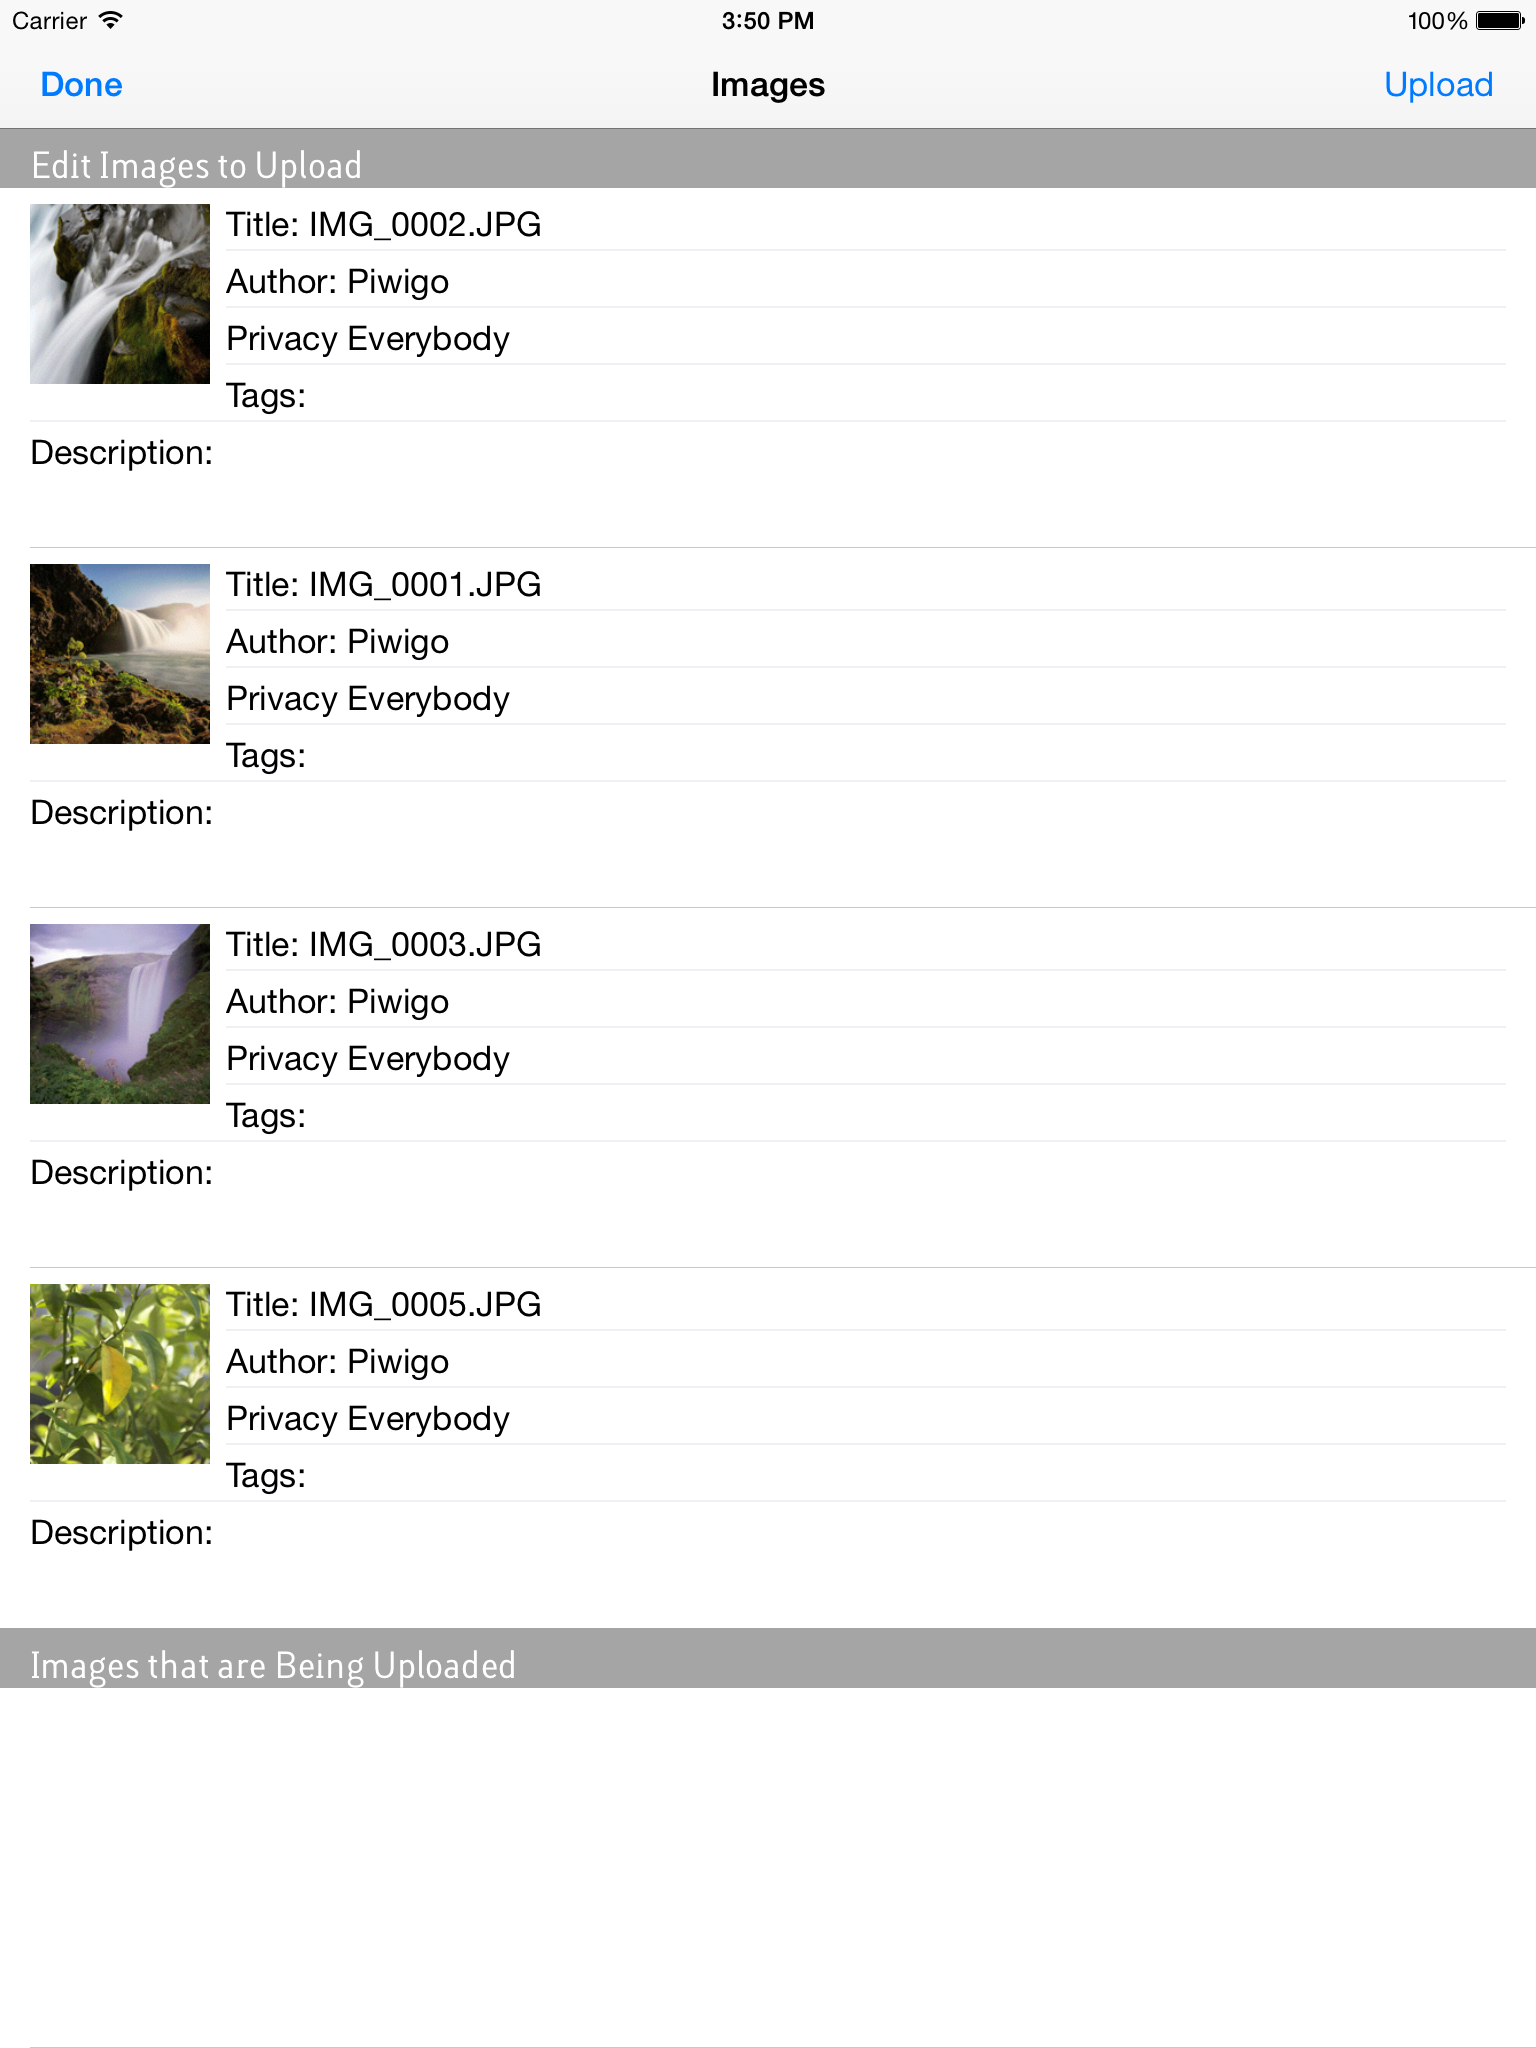 Carrier 3:50 PM 100%
Done Images Upload
Edit Images to Upload
Title: IMG_0002.JPG
Author: Piwigo
Privacy Everybody
Tags:
Description:
Title: IMG_0001.JPG
Author: Piwigo
Privacy Everybody
Tags:
Description:
Title: IMG_0003.JPG
Author: Piwigo
Privacy Everybody
Tags:
Description:
Title: IMG_0005.JPG
Author: Piwigo
Privacy Everybody
Tags:
Description:
Images that are Being Uploaded